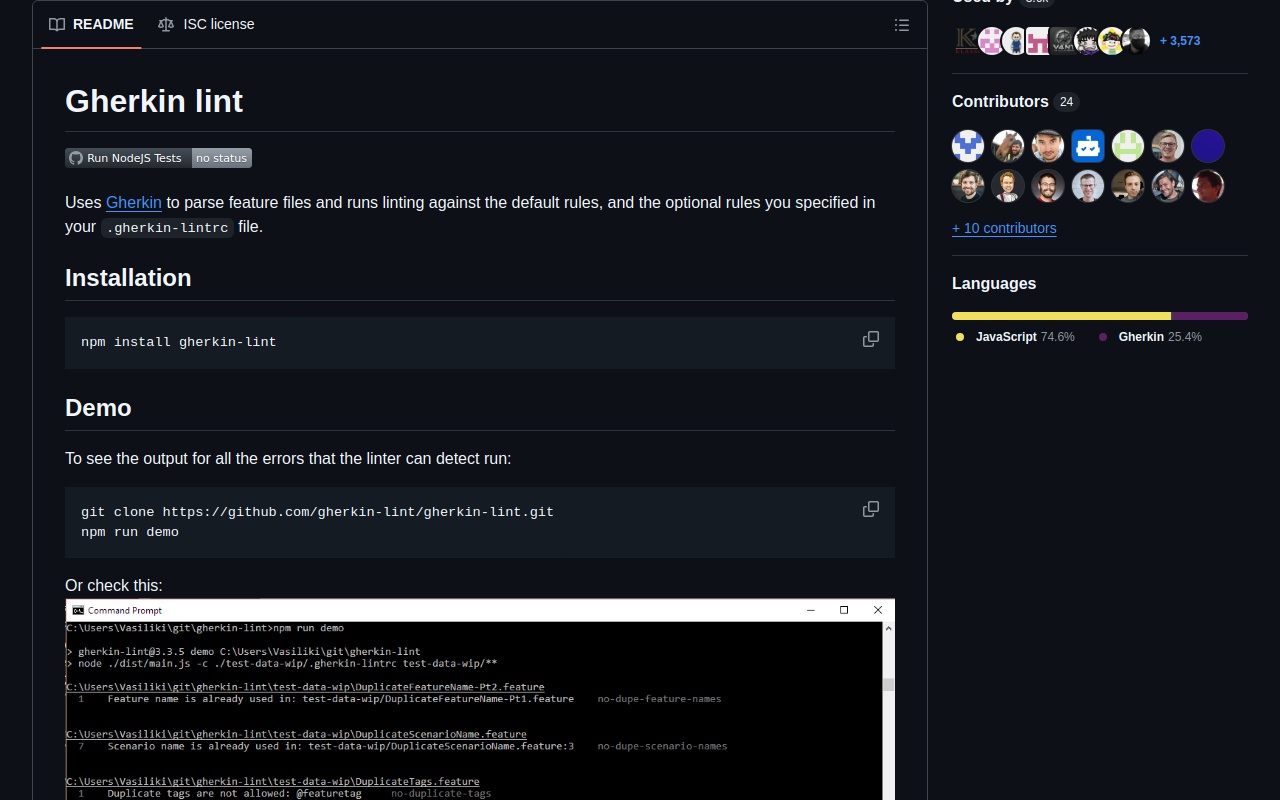 README
ISC license
Gherkin lint
Run NodeJS Tests no status
Uses Gherkin to parse feature files and runs linting against the default rules, and the optional rules you specified in
your .gherkin-lintrc file.
Installation
npm install gherkin-lint
Demo
To see the output for all the errors that the linter can detect run:
git clone https://github.com/gherkin-lint/gherkin-lint.git
npm run demo
Or check this:
Command Prompt
C:\Users\Vasiliki\git\gherkin-lint>npm run demo
> gherkin-lint@3.3.5 demo C:\Users\Vasiliki\git\gherkin-lint
> node ./dist/main.js -c ./test-data-wip/.gherkin-lintrc test-data-wip/**
C:\Users\Vasiliki\git\gherkin-lint\test-data-wip\DuplicateFeatureName-Pt2.feature
1 Feature name is already used in: test-data-wip/DuplicateFeatureName-Pt1.feature no-dupe-feature-names
C:\Users\Vasiliki\git\gherkin-lint\test-data-wip\DuplicateScenarioName.feature
7 Scenario name is already used in: test-data-wip/DuplicateScenarioName.feature:3 no-dupe-scenario-names
C:\Users\Vasiliki\git\gherkin-lint\test-data-wip\DuplicateTags.feature
1 Duplicate tags are not allowed: @featuretag no-duplicate-tags
Used by
+ 3,573
Contributors 24
+ 10 contributors
Languages
JavaScript 74.6% Gherkin 25.4%